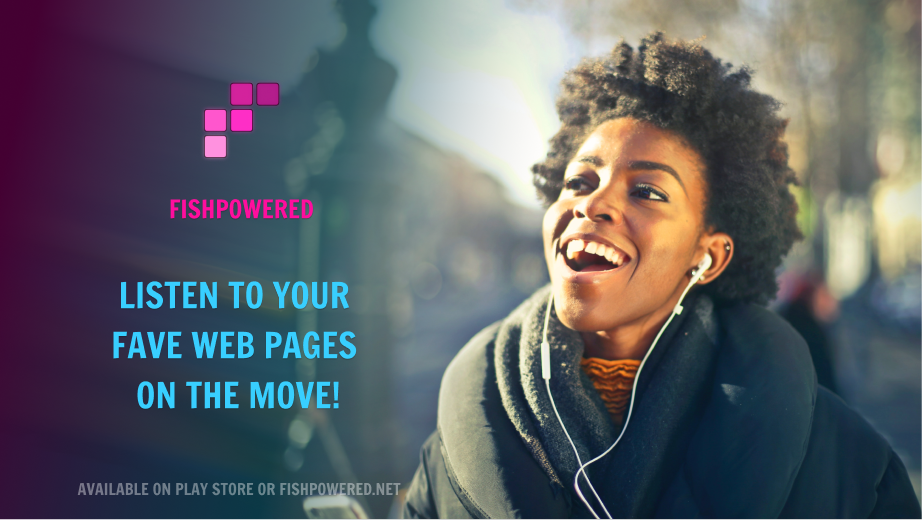 FISHPOWERED
LISTEN TO YOUR
FAVE WEB PAGES
ON THE MOVE!
AVAILABLE ON PLAY STORE OR FISHPOWERED.NET